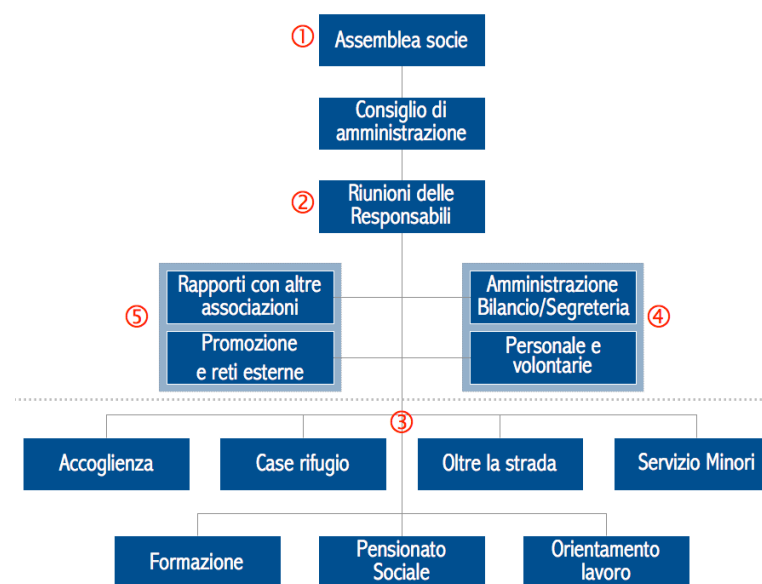 ①
Assemblea socie
Consiglio di
amministrazione
②
Riunioni delle
Responsabili
Rapporti con altre
associazioni
Amministrazione
Bilancio/Segreteria
⑤
④
Promozione
e reti esterne
Personale e
volontarie
③
Accoglienza
Case rifugio
Oltre la strada
Servizio Minori
Formazione
Pensionato
Sociale
Orientamento
lavoro